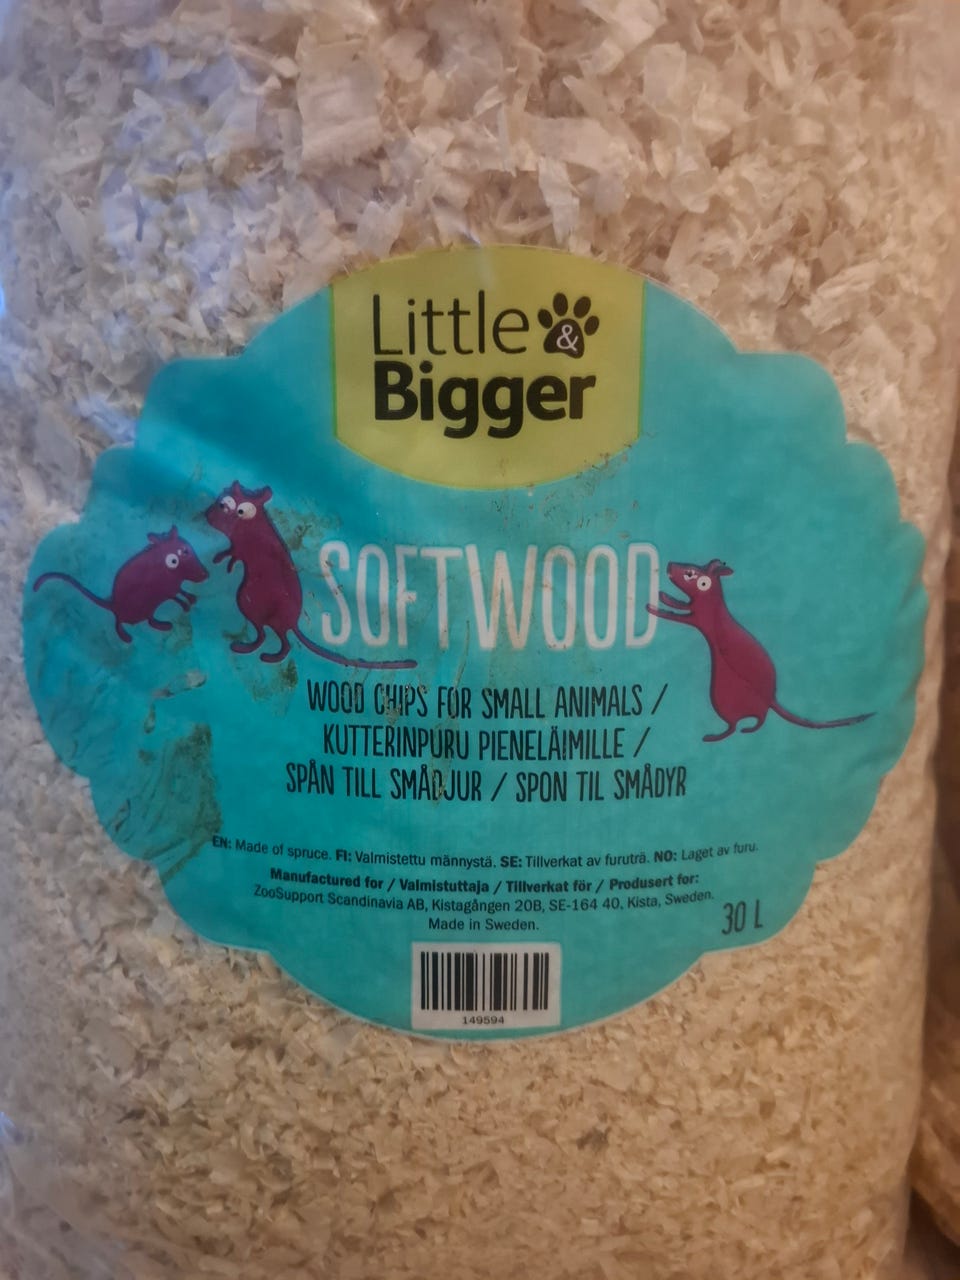 Little &
Bigger
SOFTWOOD
WOOD CHIPS FOR SMALL ANIMALS /
KUTTERINPURU PIENELÄIMILLE /
SPÅN TILL SMÅDJUR / SPON TIL SMÅDYR
EN: Made of spruce. FI: Valmistettu männystä. SE: Tillverkat av furuträ. NO: Laget av furu.
Manufactured for / Valmistuttaja / Tillverkat för / Produsert for:
ZooSupport Scandinavia AB, Kistagången 20B, SE-164 40, Kista, Sweden.
Made in Sweden.
30 L
149594